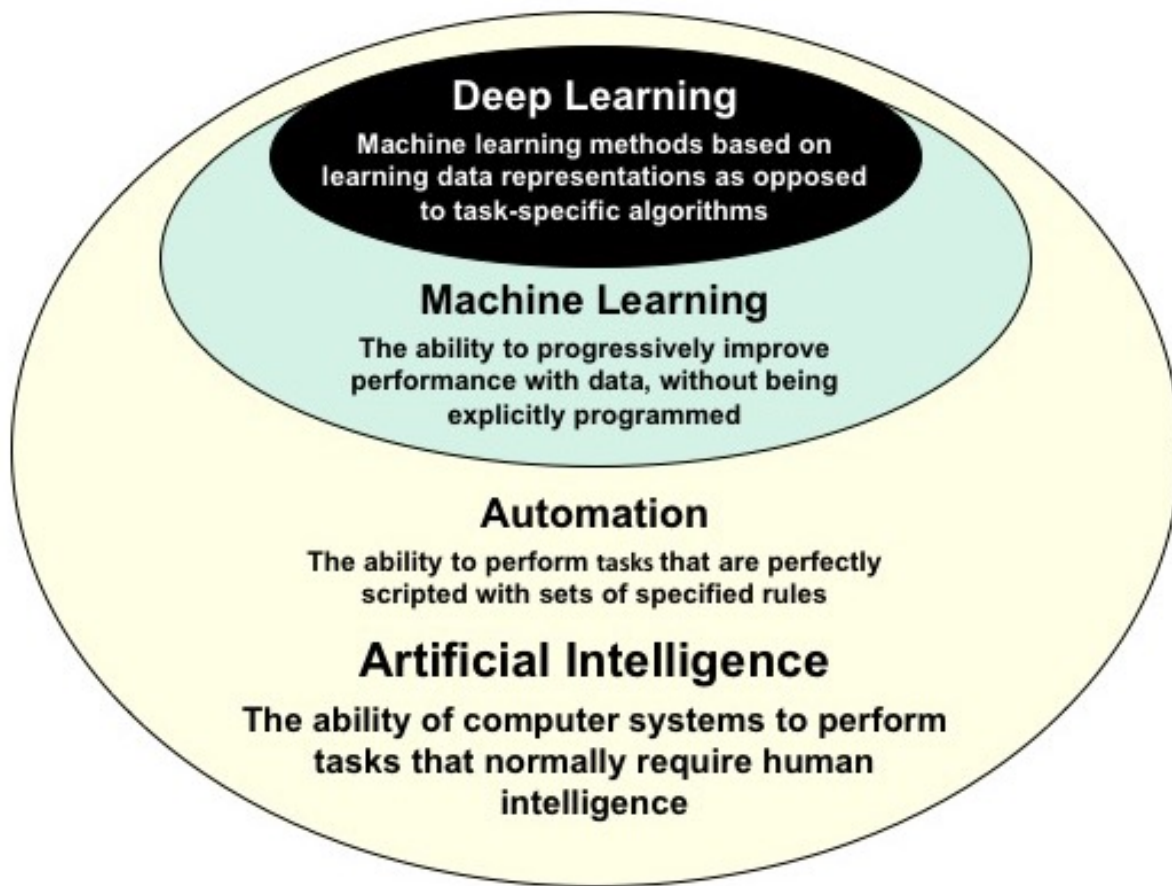 Deep Learning
Machine learning methods based on
learning data representations as opposed
to task-specific algorithms
Machine Learning
The ability to progressively improve
performance with data, without being
explicitly programmed
Automation
The ability to perform tasks that are perfectly
scripted with sets of specified rules
Artificial Intelligence
The ability of computer systems to perform
tasks that normally require human
intelligence